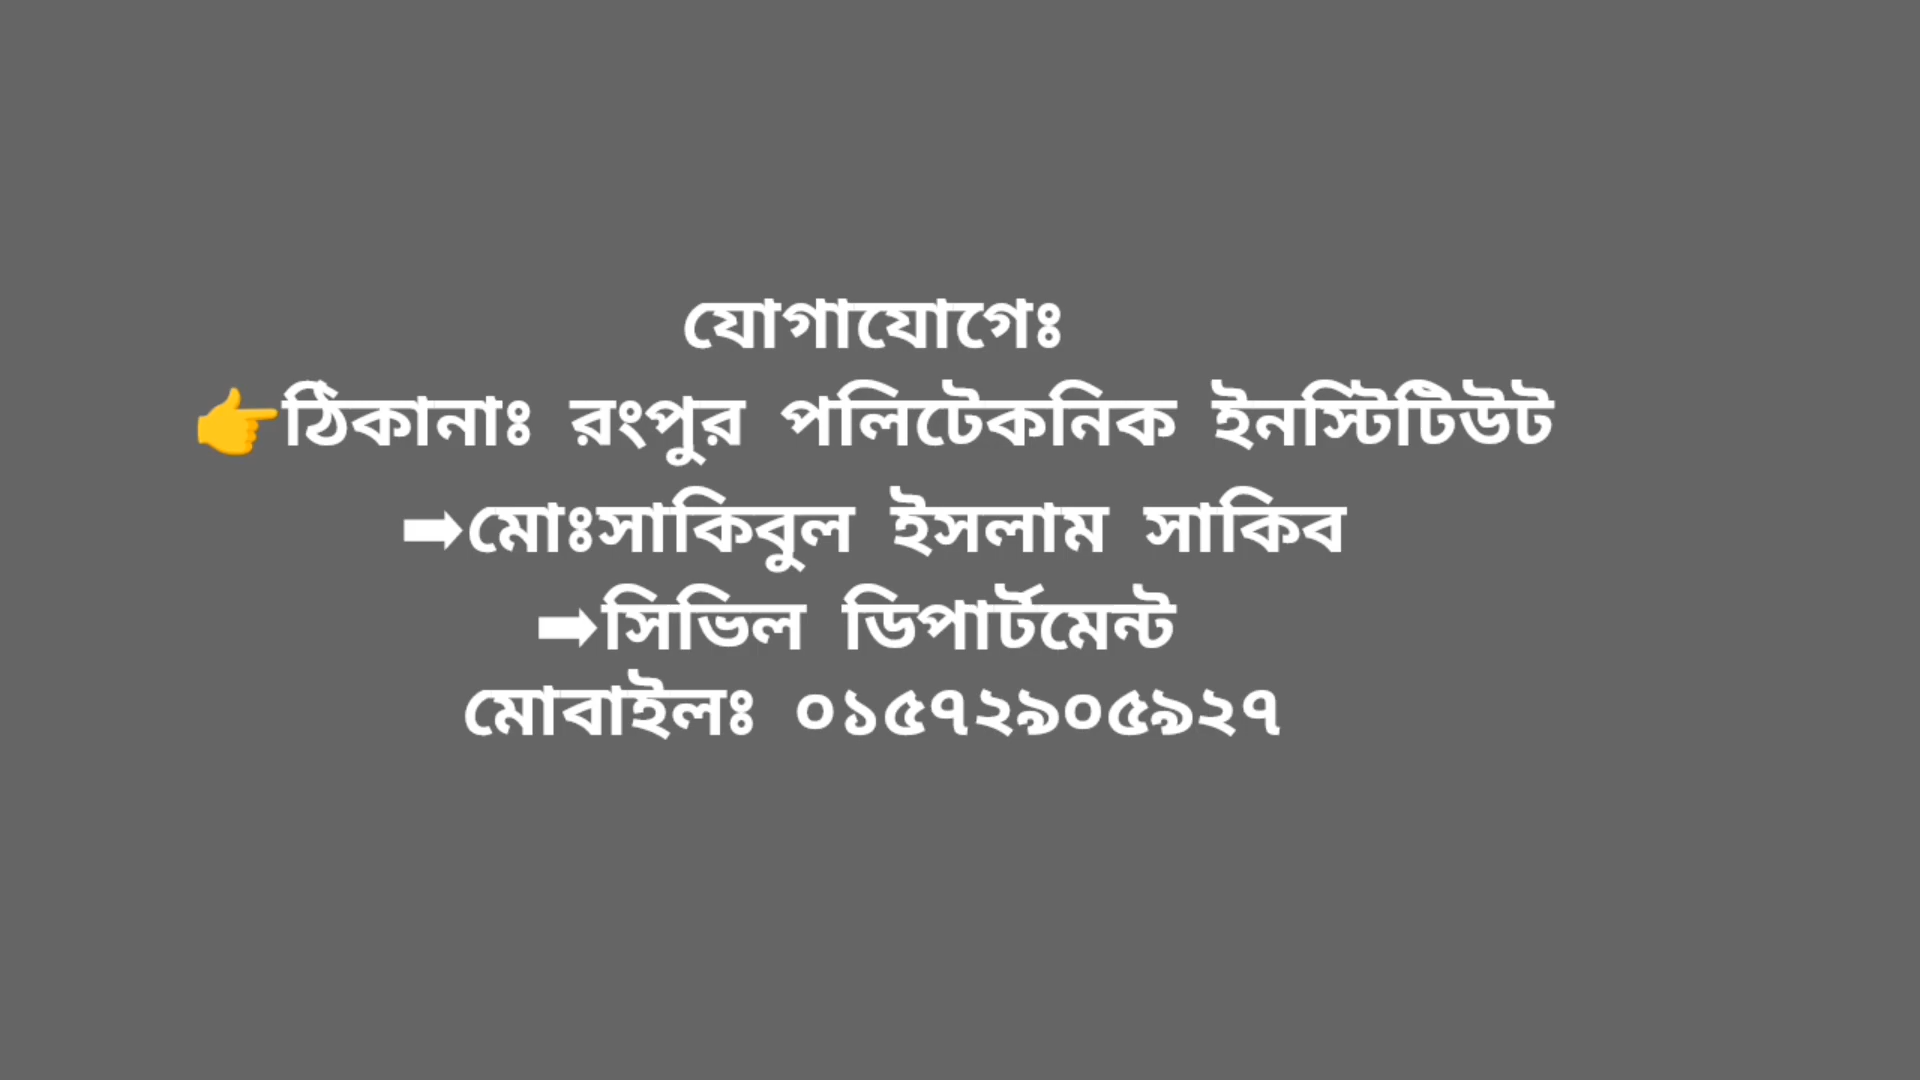 যোগাযোগেঃ
👉ঠিকানাঃ রংপুর পলিটেকনিক ইনস্টিটিউট
➡মোঃসাকিবুল ইসলাম সাকিব
➡সিভিল ডিপার্টমেন্ট
মোবাইলঃ ০১৫৭২৯০৫৯২৭